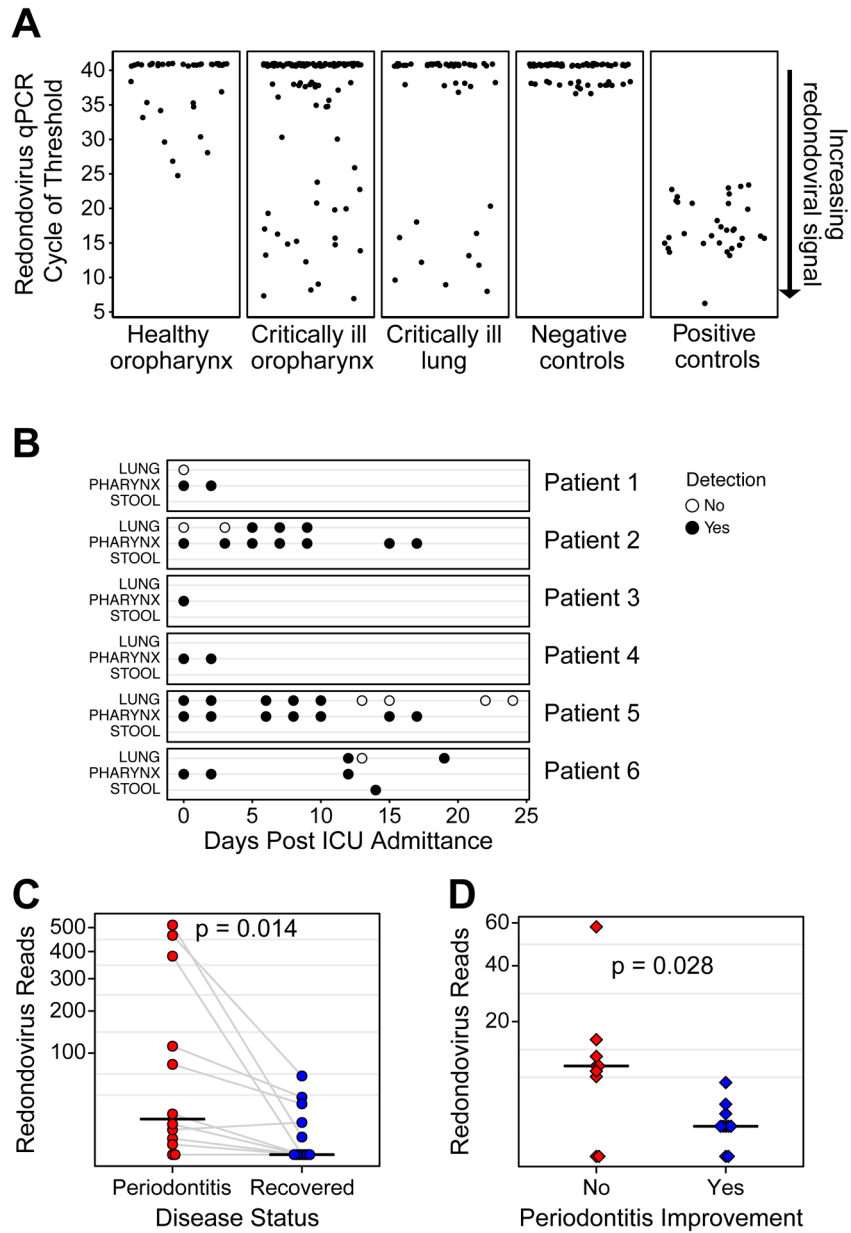 A
Redondovirus qPCR
Cycle of Threshold
40
35
30
25
20
15
10
5
Healthy
oropharynx
Critically ill
oropharynx
Critically ill
lung
Negative
controls
Positive
controls
Increasing
redondoviral signal
B
LUNG
PHARYNX
STOOL
Patient 1
LUNG
PHARYNX
STOOL
Patient 2
LUNG
PHARYNX
STOOL
Patient 3
LUNG
PHARYNX
STOOL
Patient 4
LUNG
PHARYNX
STOOL
Patient 5
LUNG
PHARYNX
STOOL
Patient 6
0 5 10 15 20 25
Days Post ICU Admittance
Detection
No
Yes
C
Redondovirus Reads
500
400
300
200
100
p = 0.014
Periodontitis Recovered
Disease Status
D
Redondovirus Reads
60
40
20
p = 0.028
No Yes
Periodontitis Improvement